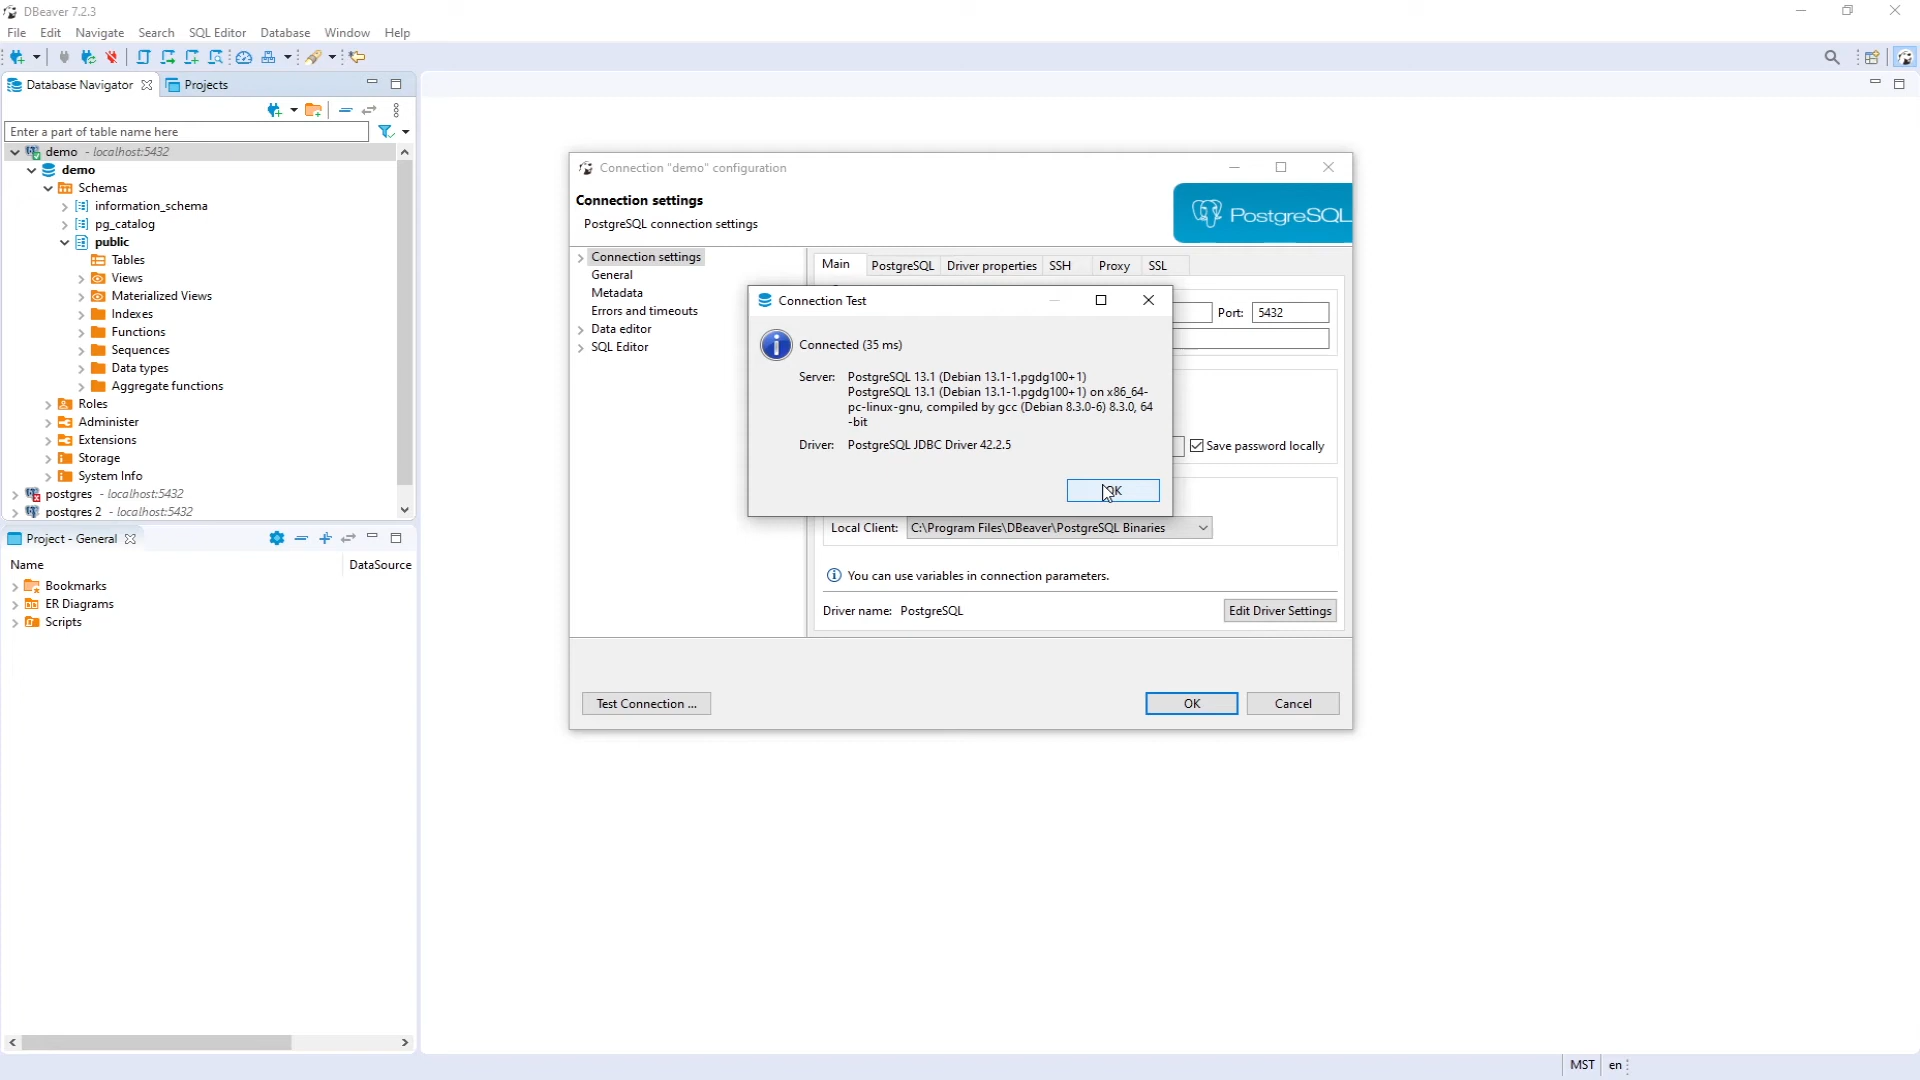 DBeaver 7.2.3
File Edit Navigate Search SQL Editor Database Window Help
Database Navigator Projects
Enter a part of table name here
demo - localhost:5432
demo
Schemas
information_schema
pg_catalog
public
Tables
Views
Materialized Views
Indexes
Functions
Sequences
Data types
Aggregate functions
Roles
Administer
Extensions
Storage
System Info
postgres - localhost:5432
postgres 2 - localhost:5432
Project - General
Name DataSource
Bookmarks
ER Diagrams
Scripts
Connection "demo" configuration
Connection settings
PostgreSQL connection settings
PostgreSQL
Connection settings
General
Metadata
Errors and timeouts
Data editor
SQL Editor
Main PostgreSQL Driver properties SSH Proxy SSL
Port: 5432
Save password locally
Connection Test
Connected (35 ms)
Server: PostgreSQL 13.1 (Debian 13.1-1.pgdg100+1)
PostgreSQL 13.1 (Debian 13.1-1.pgdg100+1) on x86_64-
pc-linux-gnu, compiled by gcc (Debian 8.3.0-6) 8.3.0, 64
-bit
Driver: PostgreSQL JDBC Driver 42.2.5
OK
Local Client: C:\Program Files\DBeaver\PostgreSQL Binaries
You can use variables in connection parameters.
Driver name: PostgreSQL Edit Driver Settings
Test Connection ... OK Cancel
MST en